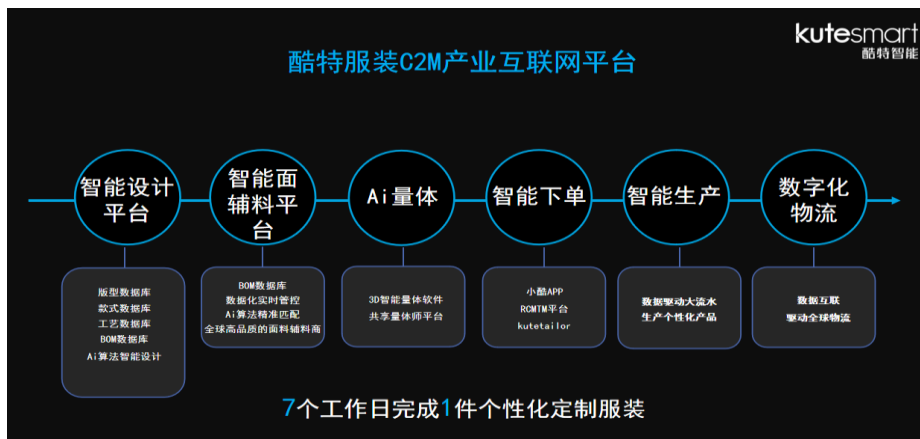 kutesmart
酷特智能
酷特服装C2M产业互联网平台
智能设计
平台
智能面
辅料平
台
Ai量体
智能下单
智能生产
数字化
物流
版型数据库
款式数据库
工艺数据库
BOM数据库
Ai算法智能设计
BOM数据库
数据化实时管控
Ai算法精准匹配
全球高品质的面料辅料商
3D智能量体软件
共享量体师平台
小酷APP
RCMTM平台
kutetailor
数据驱动大流水
生产个性化产品
数据互联
驱动全球物流
7个工作日完成1件个性化定制服装